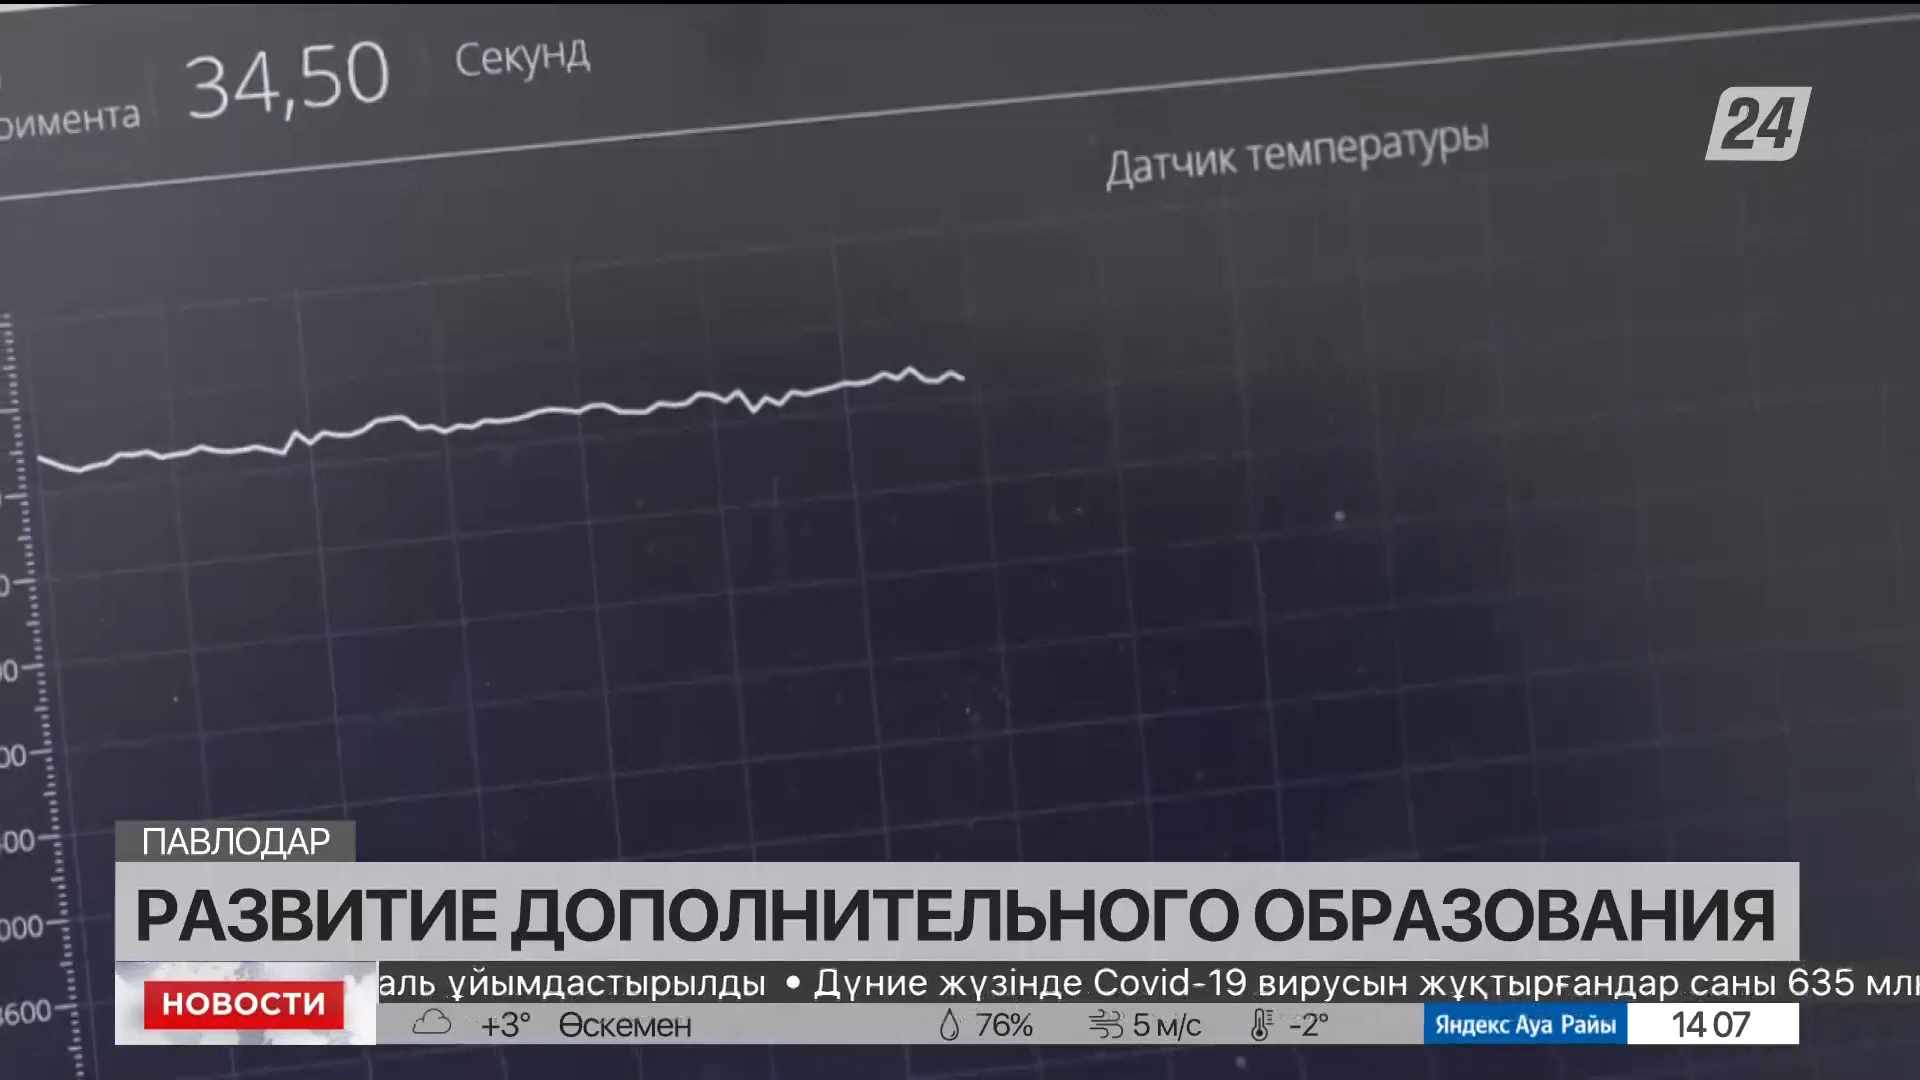 римента 34,50 Секунд
24
Датчик температуры
ПАВЛОДАР
РАЗВИТИЕ ДОПОЛНИТЕЛЬНОГО ОБРАЗОВАНИЯ
НОВОСТИ
аль ұйымдастырылды • Дүние жүзінде Covid-19 вирусын жұқтырғандар саны 635 мл
+3° Өскемен 76% 5 м/с -2° Яндекс Ауа Райы 14 07